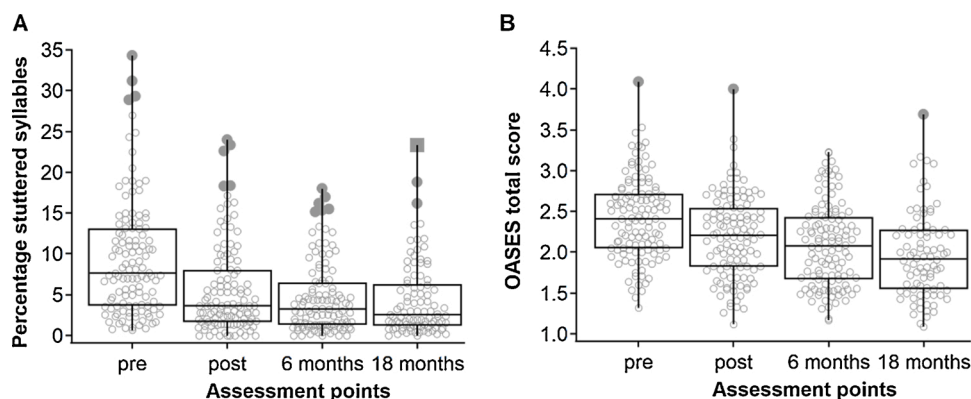 A
Percentage stuttered syllables
35
30
25
20
15
10
5
0
pre
post
6 months
18 months
Assessment points
B
OASES total score
4.5
4.0
3.5
3.0
2.5
2.0
1.5
1.0
pre
post
6 months
18 months
Assessment points